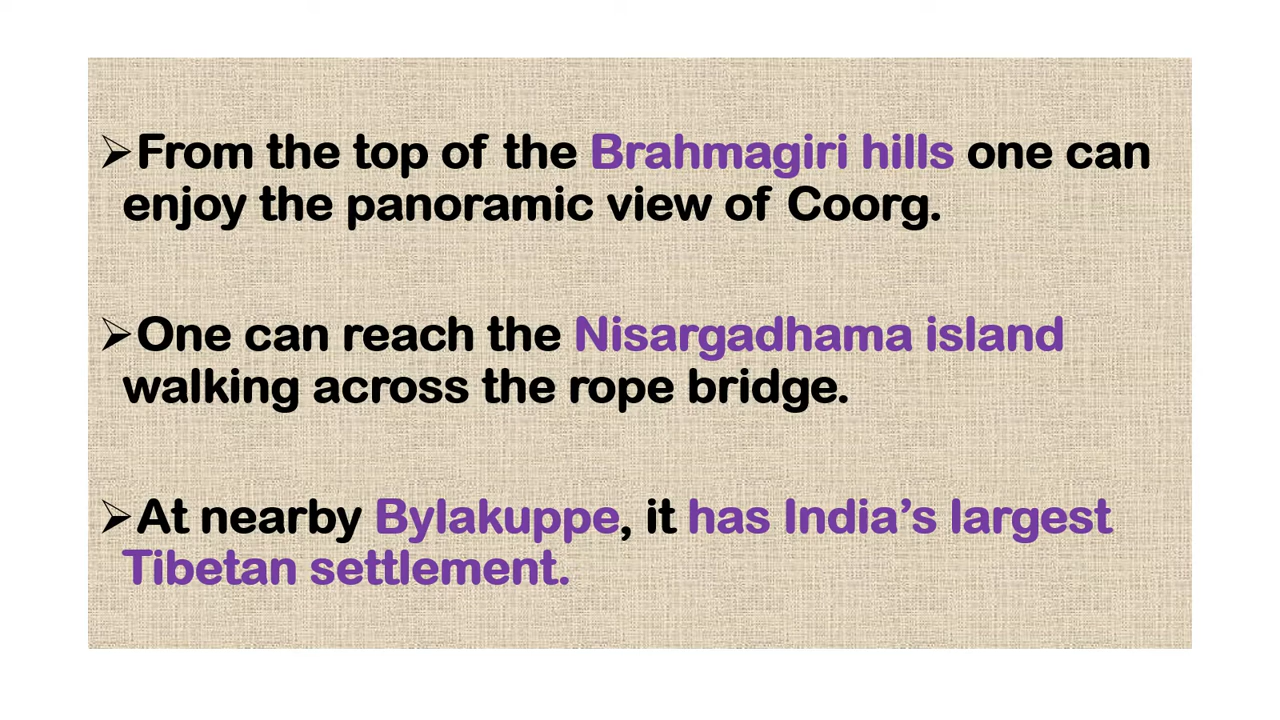 ➢From the top of the Brahmagiri hills one can
enjoy the panoramic view of Coorg.
➢One can reach the Nisargadhama island
walking across the rope bridge.
➢At nearby Bylakuppe, it has India’s largest
Tibetan settlement.